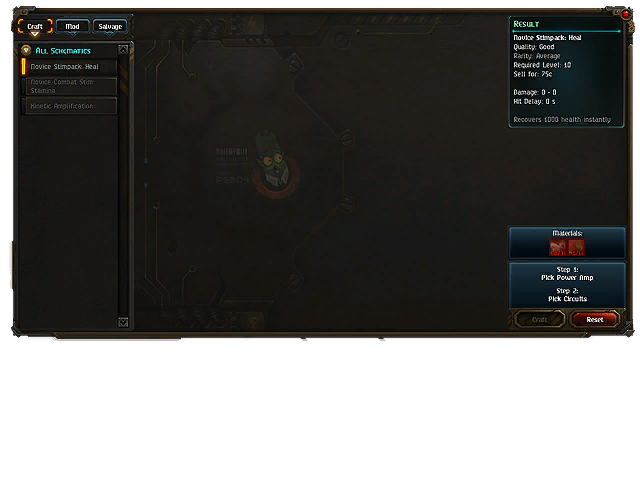 Craft
Mod
Salvage
All Schematics
Novice Stimpack: Heal
Novice Combat Stim:
Stamina
Kinetic Amplification
Result
Novice Stimpack: Heal
Quality: Good
Rarity: Average
Required Level: 10
Sell for: 75c
Damage: 0 - 0
Hit Delay: 0 s
Recovers 1000 health instantly
Materials:
Step 1:
Pick Power Amp
Step 2:
Pick Circuits
Craft
Reset